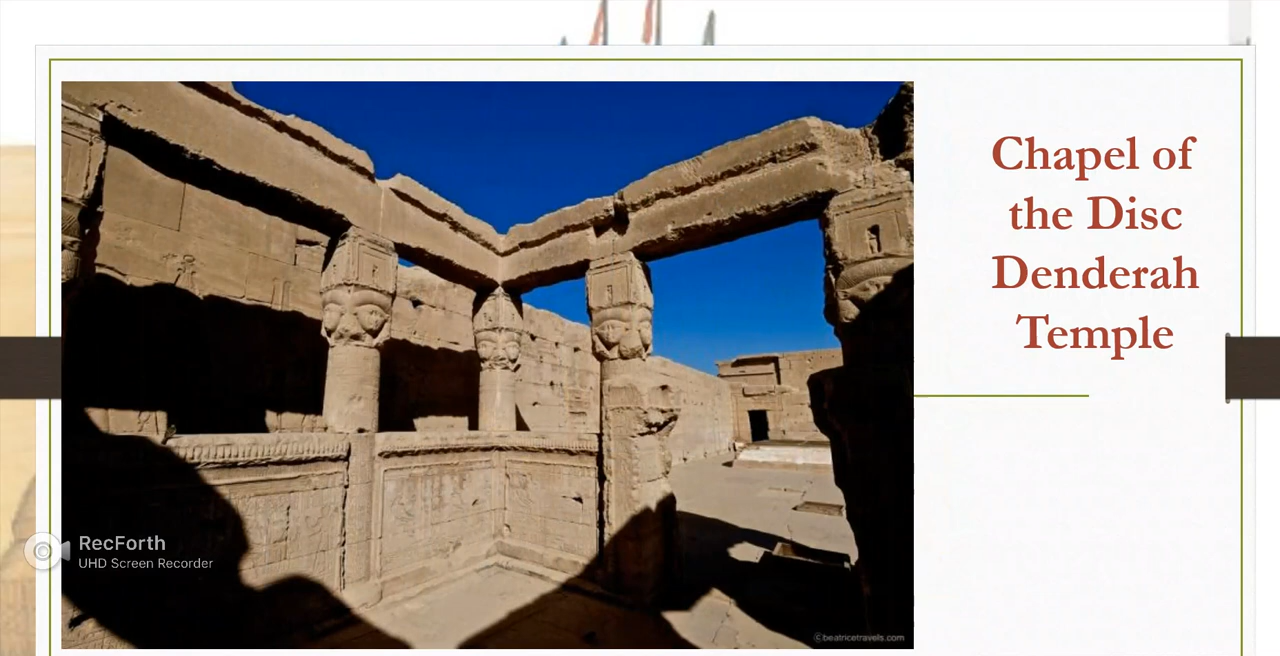 Chapel of
the Disc
Denderah
Temple
RecForth
UHD Screen Recorder
©beatricetravels.com